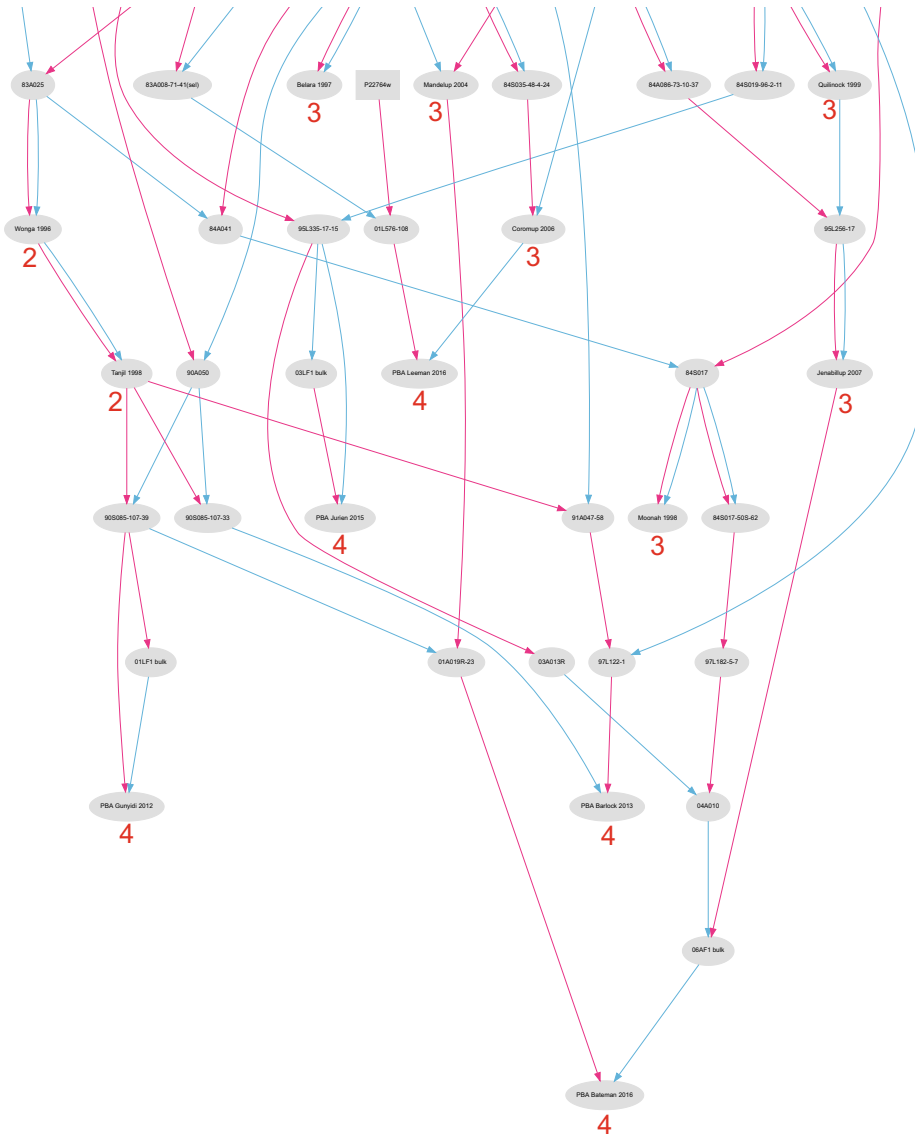 83A025
83A008-71-41(sel)
Belara 1997
P22764w
Mandelup 2004
84S035-48-4-24
84A086-73-10-37
84S019-96-2-11
Quilinock 1999
3
3
3
Wonga 1996
84A041
95L335-17-15
01L576-108
Coromup 2006
95L256-17
2
3
Tanjil 1998
90A050
03LF1 bulk
PBA Leeman 2016
84S017
Jenabillup 2007
2
4
3
90S085-107-39
90S085-107-33
PBA Jurien 2015
91A047-58
Moonah 1998
84S017-50S-62
4
3
01LF1 bulk
01A019R-23
03A013R
97L122-1
97L182-5-7
PBA Gunyidi 2012
PBA Barlock 2013
04A010
4
4
06AF1 bulk
PBA Bateman 2016
4